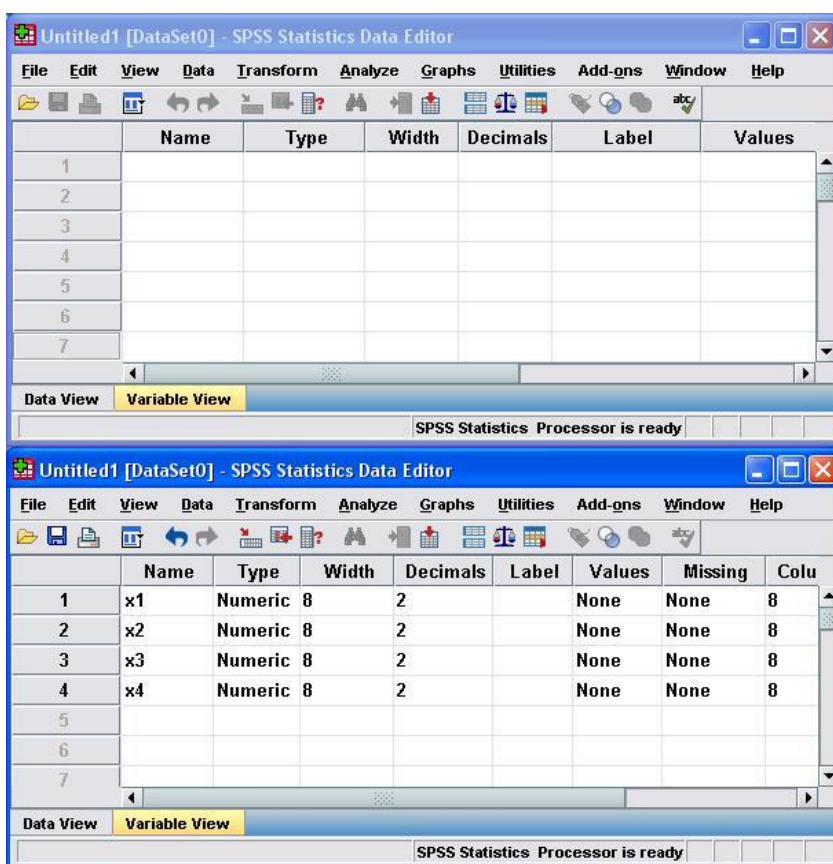 Untitled1 [DataSet0] - SPSS Statistics Data Editor
File Edit View Data Transform Analyze Graphs Utilities Add-ons Window Help
Name Type Width Decimals Label Values
1
2
3
4
5
6
7
Data View Variable View
SPSS Statistics Processor is ready
Untitled1 [DataSet0] - SPSS Statistics Data Editor
File Edit View Data Transform Analyze Graphs Utilities Add-ons Window Help
Name Type Width Decimals Label Values Missing Colu
1 x1 Numeric 8 2 None None 8
2 x2 Numeric 8 2 None None 8
3 x3 Numeric 8 2 None None 8
4 x4 Numeric 8 2 None None 8
5
6
7
Data View Variable View
SPSS Statistics Processor is ready